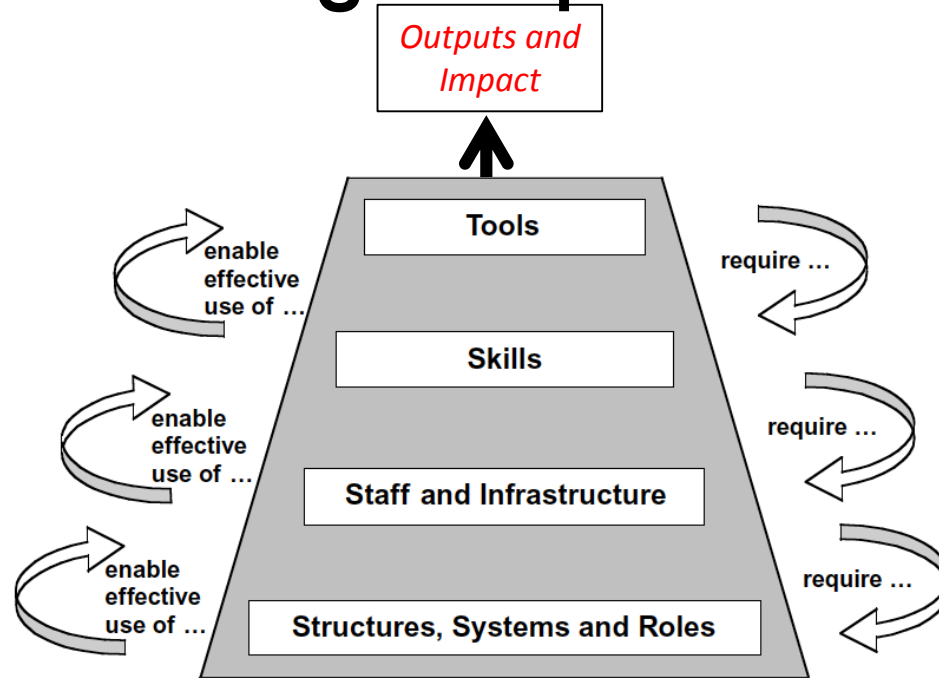 Outputs and
Impact
Tools
enable
effective
use of …
require …
Skills
enable
effective
use of …
require …
Staff and Infrastructure
enable
effective
use of …
require …
Structures, Systems and Roles